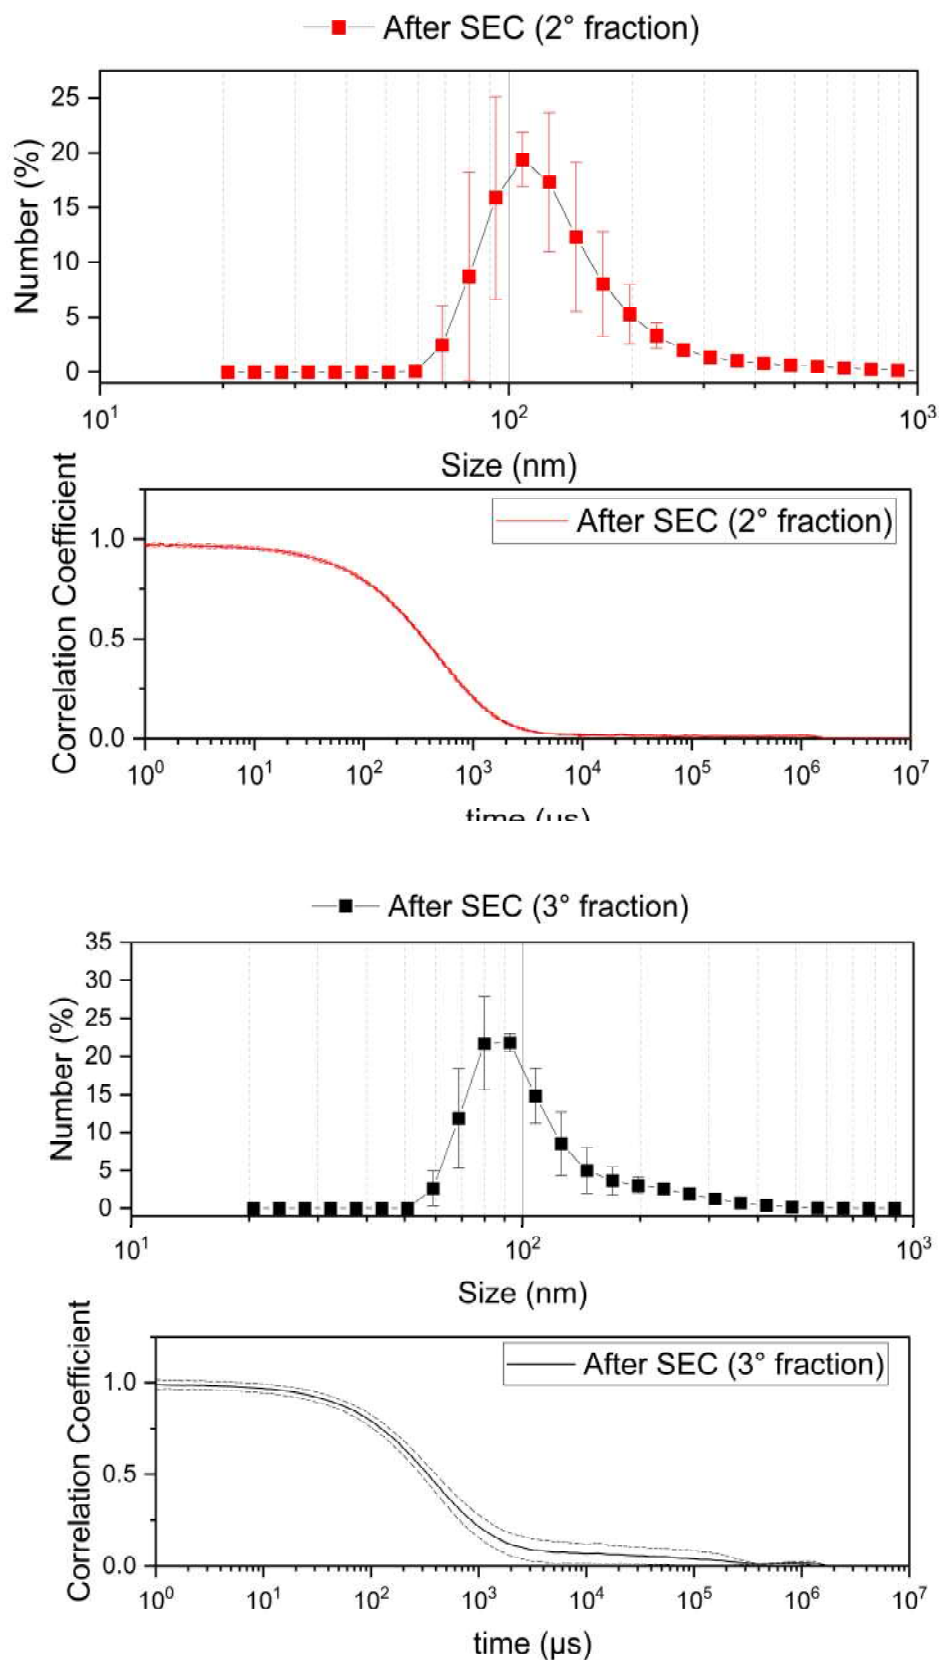 After SEC (2° fraction)
25
20
15
10
5
0
Number (%)
10¹ 10² 10³
Size (nm)
After SEC (2° fraction)
1.0
0.5
0.0
Correlation Coefficient
10⁰ 10¹ 10² 10³ 10⁴ 10⁵ 10⁶ 10⁷
time (µs)
After SEC (3° fraction)
35
30
25
20
15
10
5
0
Number (%)
10¹ 10² 10³
Size (nm)
After SEC (3° fraction)
1.0
0.5
0.0
Correlation Coefficient
10⁰ 10¹ 10² 10³ 10⁴ 10⁵ 10⁶ 10⁷
time (µs)